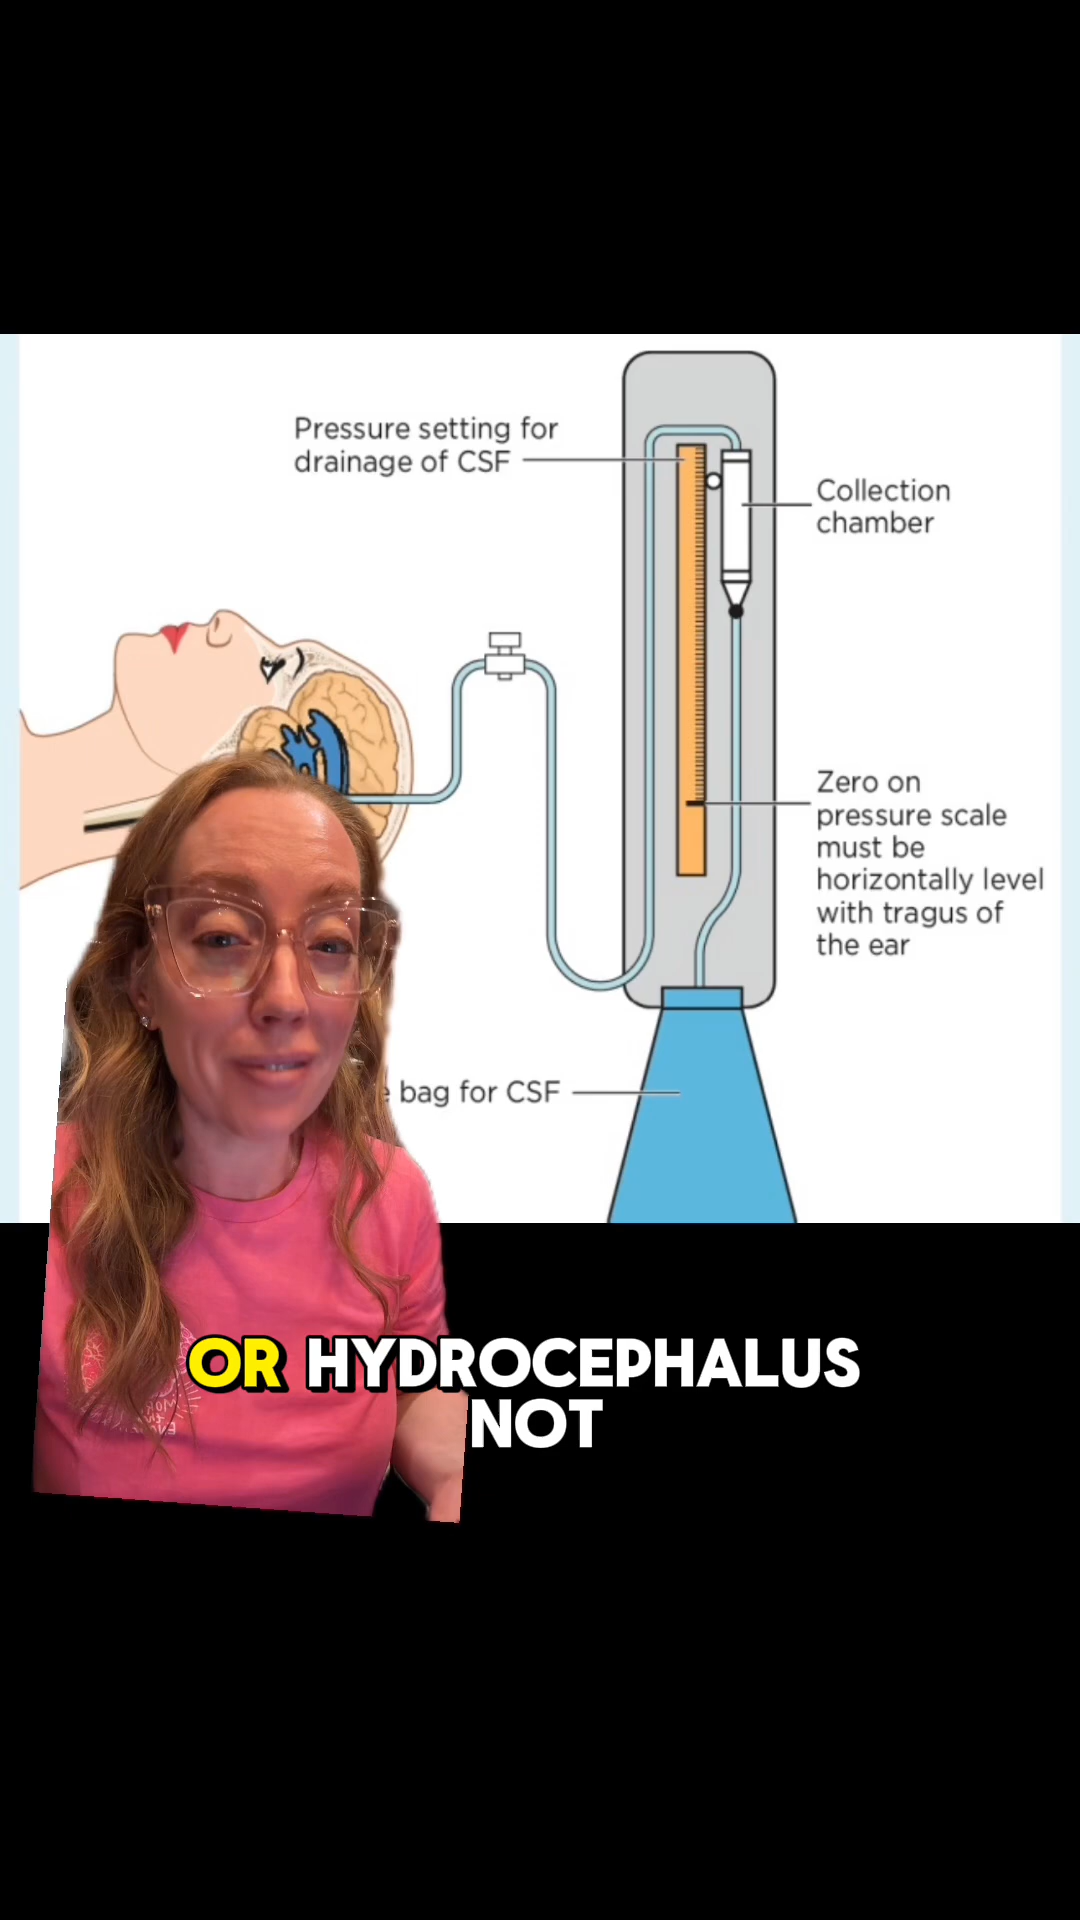 Pressure setting for
drainage of CSF
Collection
chamber
Zero on
pressure scale
must be
horizontally level
with tragus of
the ear
bag for CSF
OR HYDROCEPHALUS
NOT